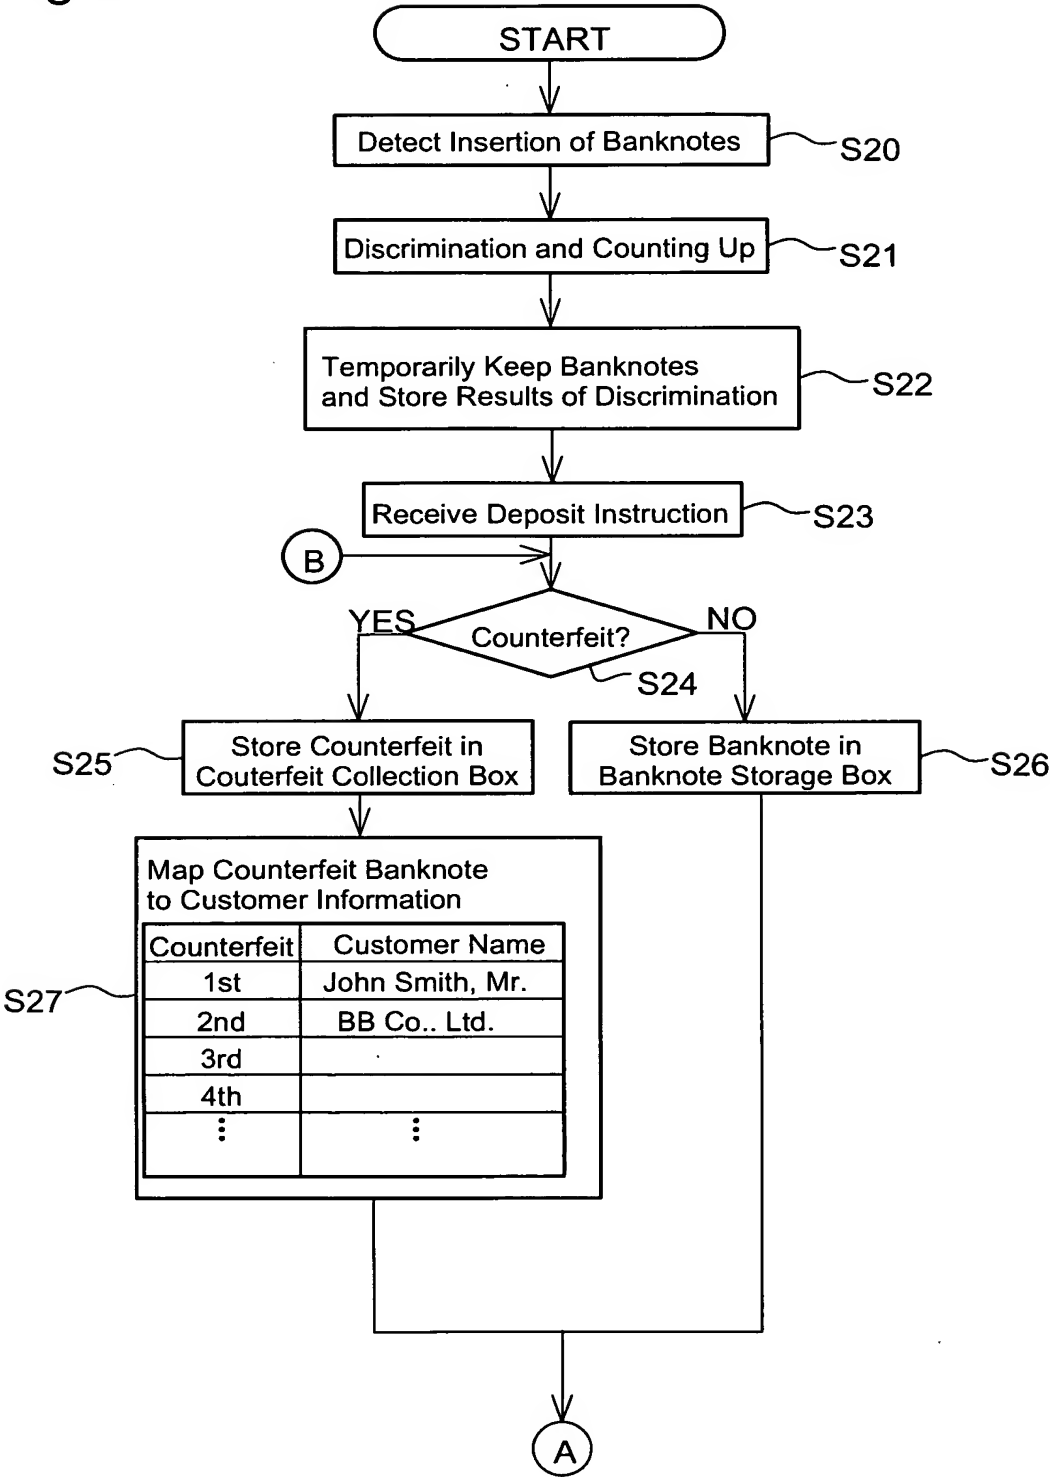 START
Detect Insertion of Banknotes
S20
Discrimination and Counting Up
S21
Temporarily Keep Banknotes
and Store Results of Discrimination
S22
Receive Deposit Instruction
S23
B
YES
Counterfeit?
NO
S24
S25
Store Counterfeit in
Couterfeit Collection Box
Store Banknote in
Banknote Storage Box
S26
Map Counterfeit Banknote
to Customer Information
Counterfeit Customer Name
1st John Smith, Mr.
S27
2nd BB Co.. Ltd.
3rd
4th
⋮ ⋮
A